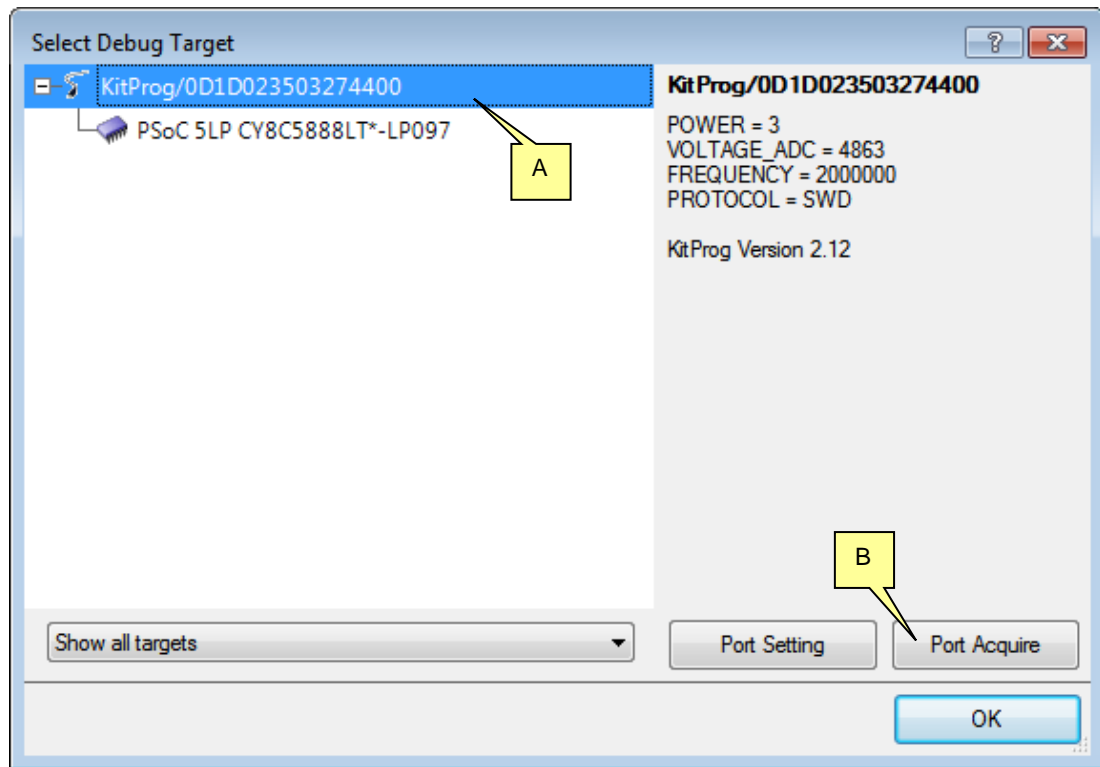 Select Debug Target
?
KitProg/0D1D023503274400
PSoC 5LP CY8C5888LT*-LP097
A
KitProg/0D1D023503274400
POWER = 3
VOLTAGE_ADC = 4863
FREQUENCY = 2000000
PROTOCOL = SWD
KitProg Version 2.12
B
Show all targets
Port Setting
Port Acquire
OK